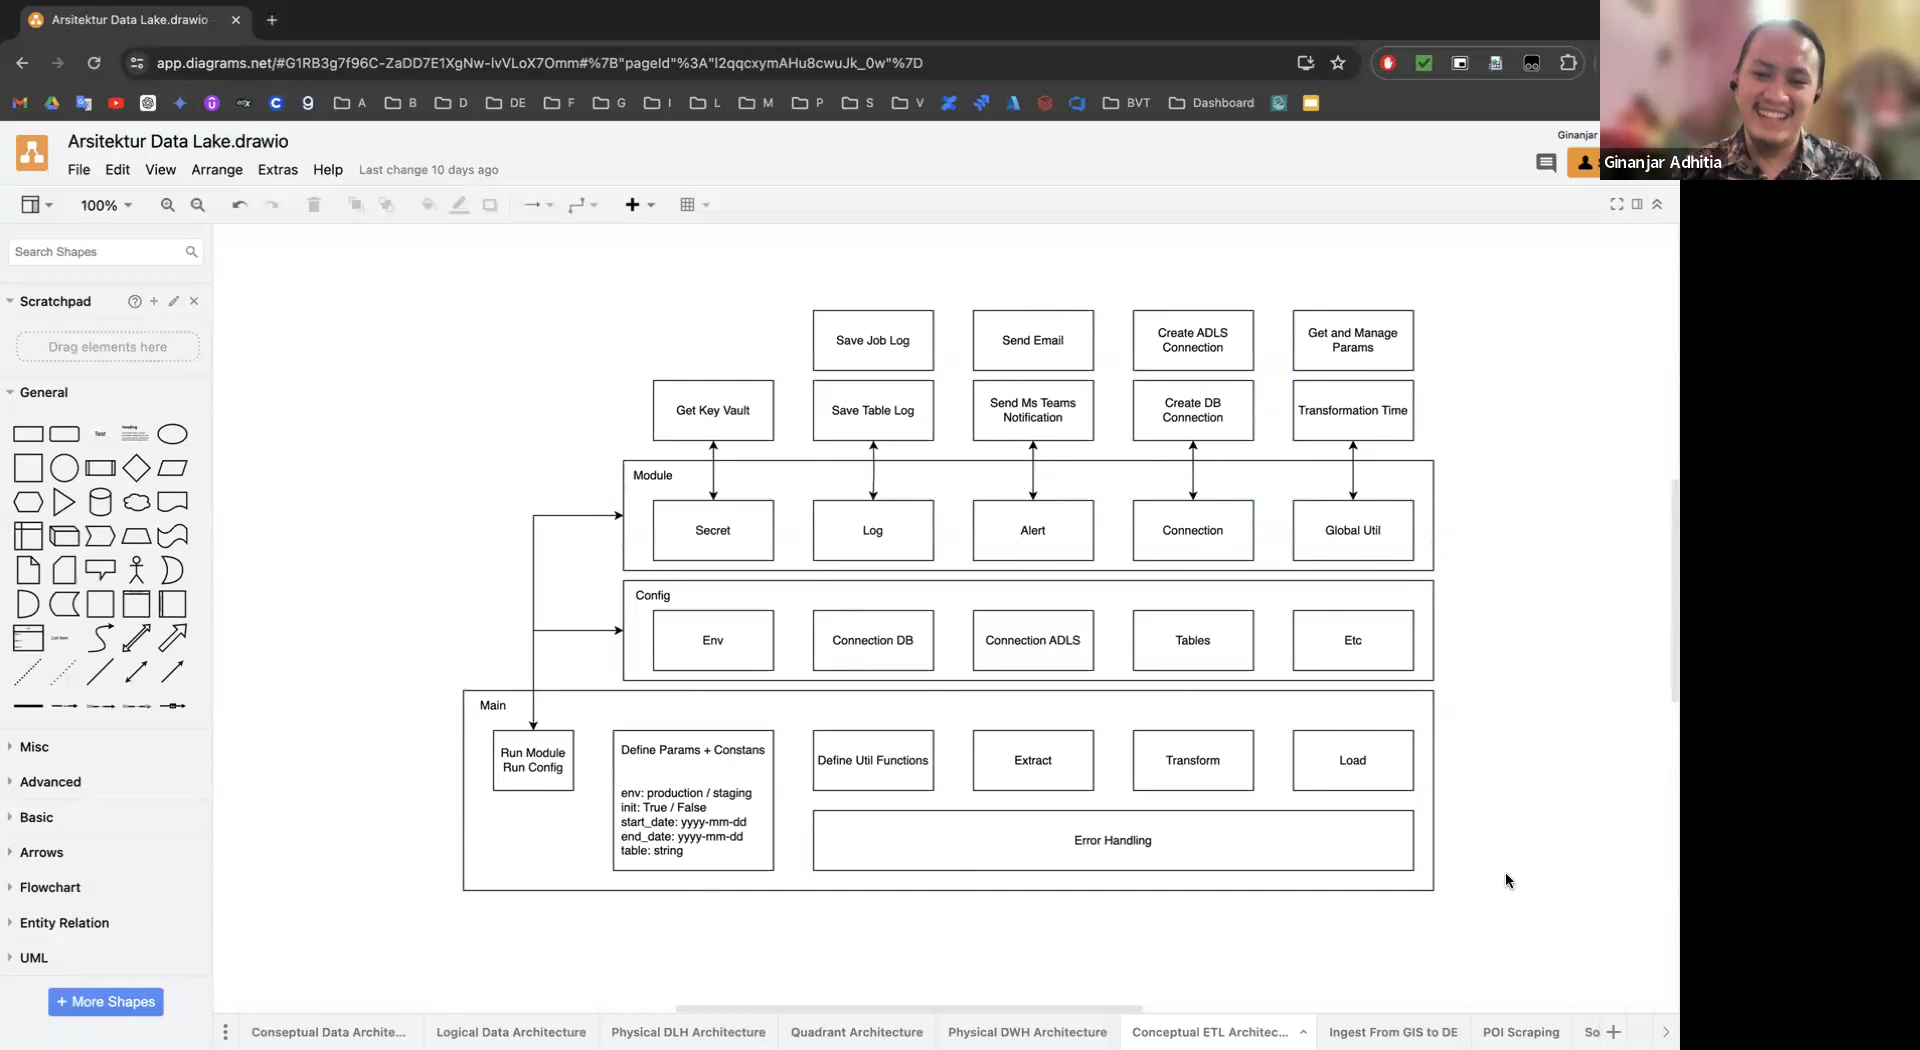 Arsitektur Data Lake.drawio
app.diagrams.net/#G1RB3g7f96C-ZaDD7E1XgNw-lvVLoX7Omm#%7B"pageId"%3A"l2qqcxymAHu8cwuJk_0w"%7D
A B D DE F G I L M P S V BVT Dashboard
Arsitektur Data Lake.drawio
Ginanjar
File Edit View Arrange Extras Help Last change 10 days ago
Ginanjar Adhitia
100%
Search Shapes
Scratchpad
Drag elements here
General
Text
Heading
List Item
Misc
Advanced
Basic
Arrows
Flowchart
Entity Relation
UML
+ More Shapes
Save Job Log
Send Email
Create ADLS
Connection
Get and Manage
Params
Get Key Vault
Save Table Log
Send Ms Teams
Notification
Create DB
Connection
Transformation Time
Module
Secret
Log
Alert
Connection
Global Util
Config
Env
Connection DB
Connection ADLS
Tables
Etc
Main
Run Module
Run Config
Define Params + Constans
env: production / staging
init: True / False
start_date: yyyy-mm-dd
end_date: yyyy-mm-dd
table: string
Define Util Functions
Extract
Transform
Load
Error Handling
Conseptual Data Archite... Logical Data Architecture Physical DLH Architecture Quadrant Architecture Physical DWH Architecture Conceptual ETL Architec... Ingest From GIS to DE POI Scraping So